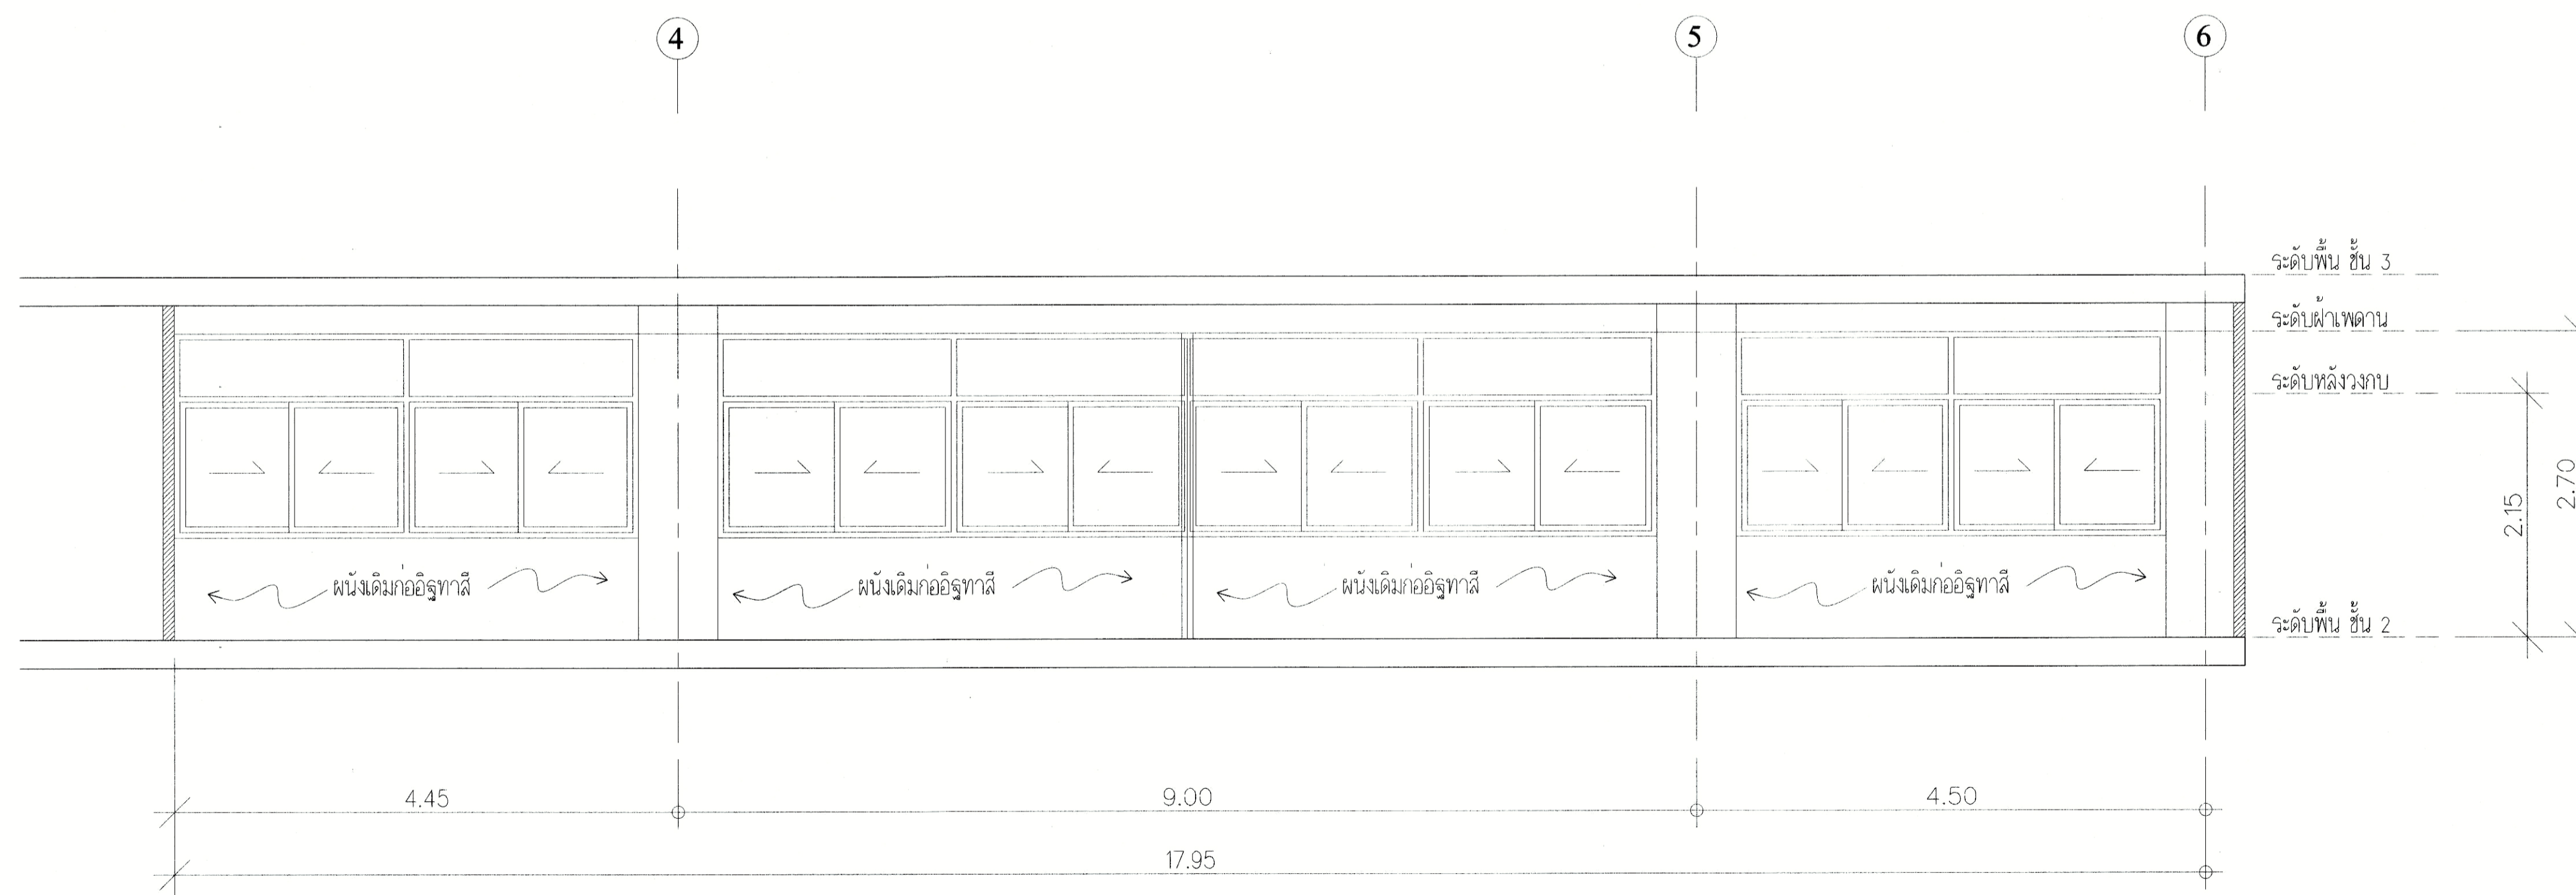 4
5
6
ระดับพื้น ชั้น 3
ระดับฝ้าเพดาน
ระดับหลังวงกบ
2.15
2.70
ผนังเดิมก่ออิฐทาสี
ผนังเดิมก่ออิฐทาสี
ผนังเดิมก่ออิฐทาสี
ผนังเดิมก่ออิฐทาสี
ระดับพื้น ชั้น 2
4.45
9.00
4.50
17.95